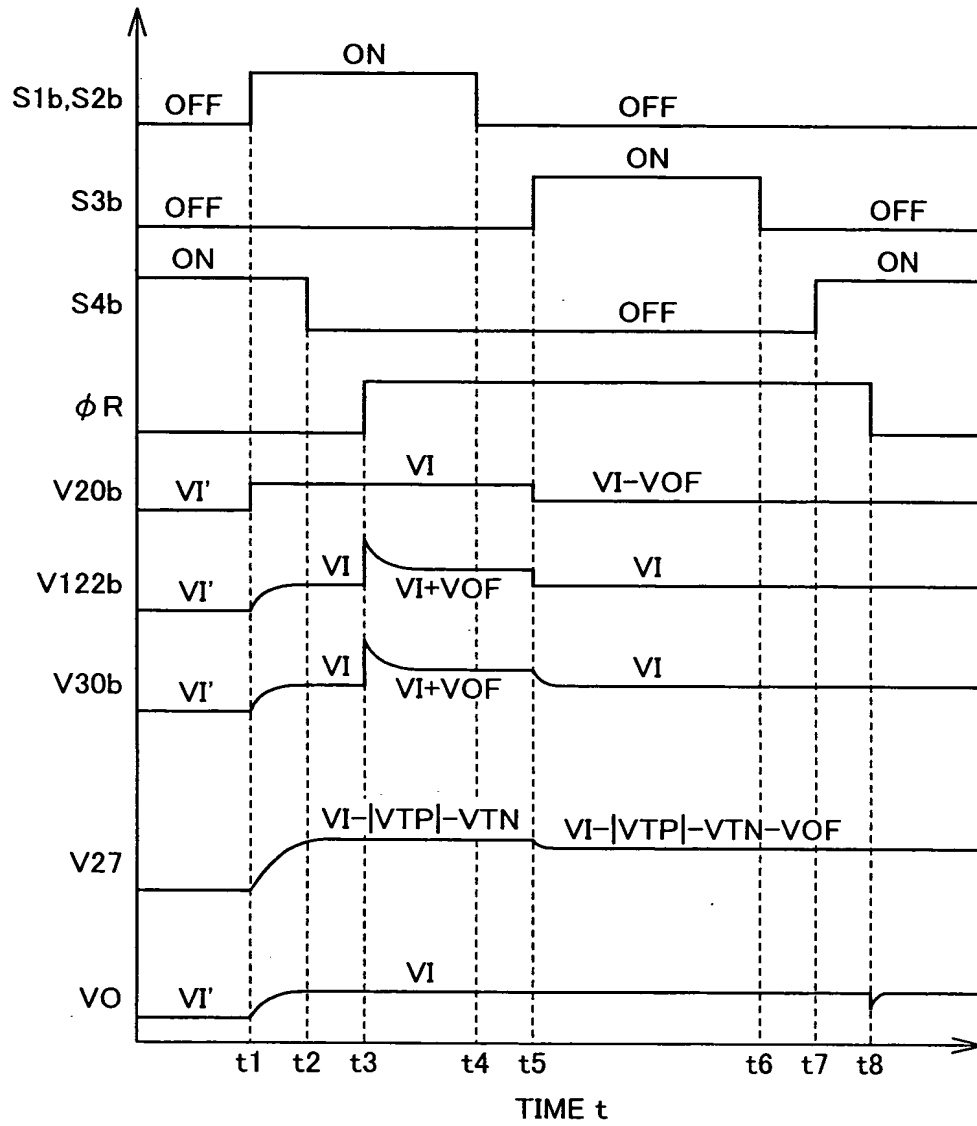 ON
S1b,S2b
OFF
OFF
ON
S3b
OFF
OFF
ON
ON
S4b
OFF
φR
VI
V20b
VI'
VI-VOF
VI
VI
V122b
VI'
VI+VOF
VI
VI
V30b
VI'
VI+VOF
VI-|VTP|-VTN
VI-|VTP|-VTN-VOF
V27
VI
VO
VI'
t1 t2 t3 t4 t5 t6 t7 t8
TIME t